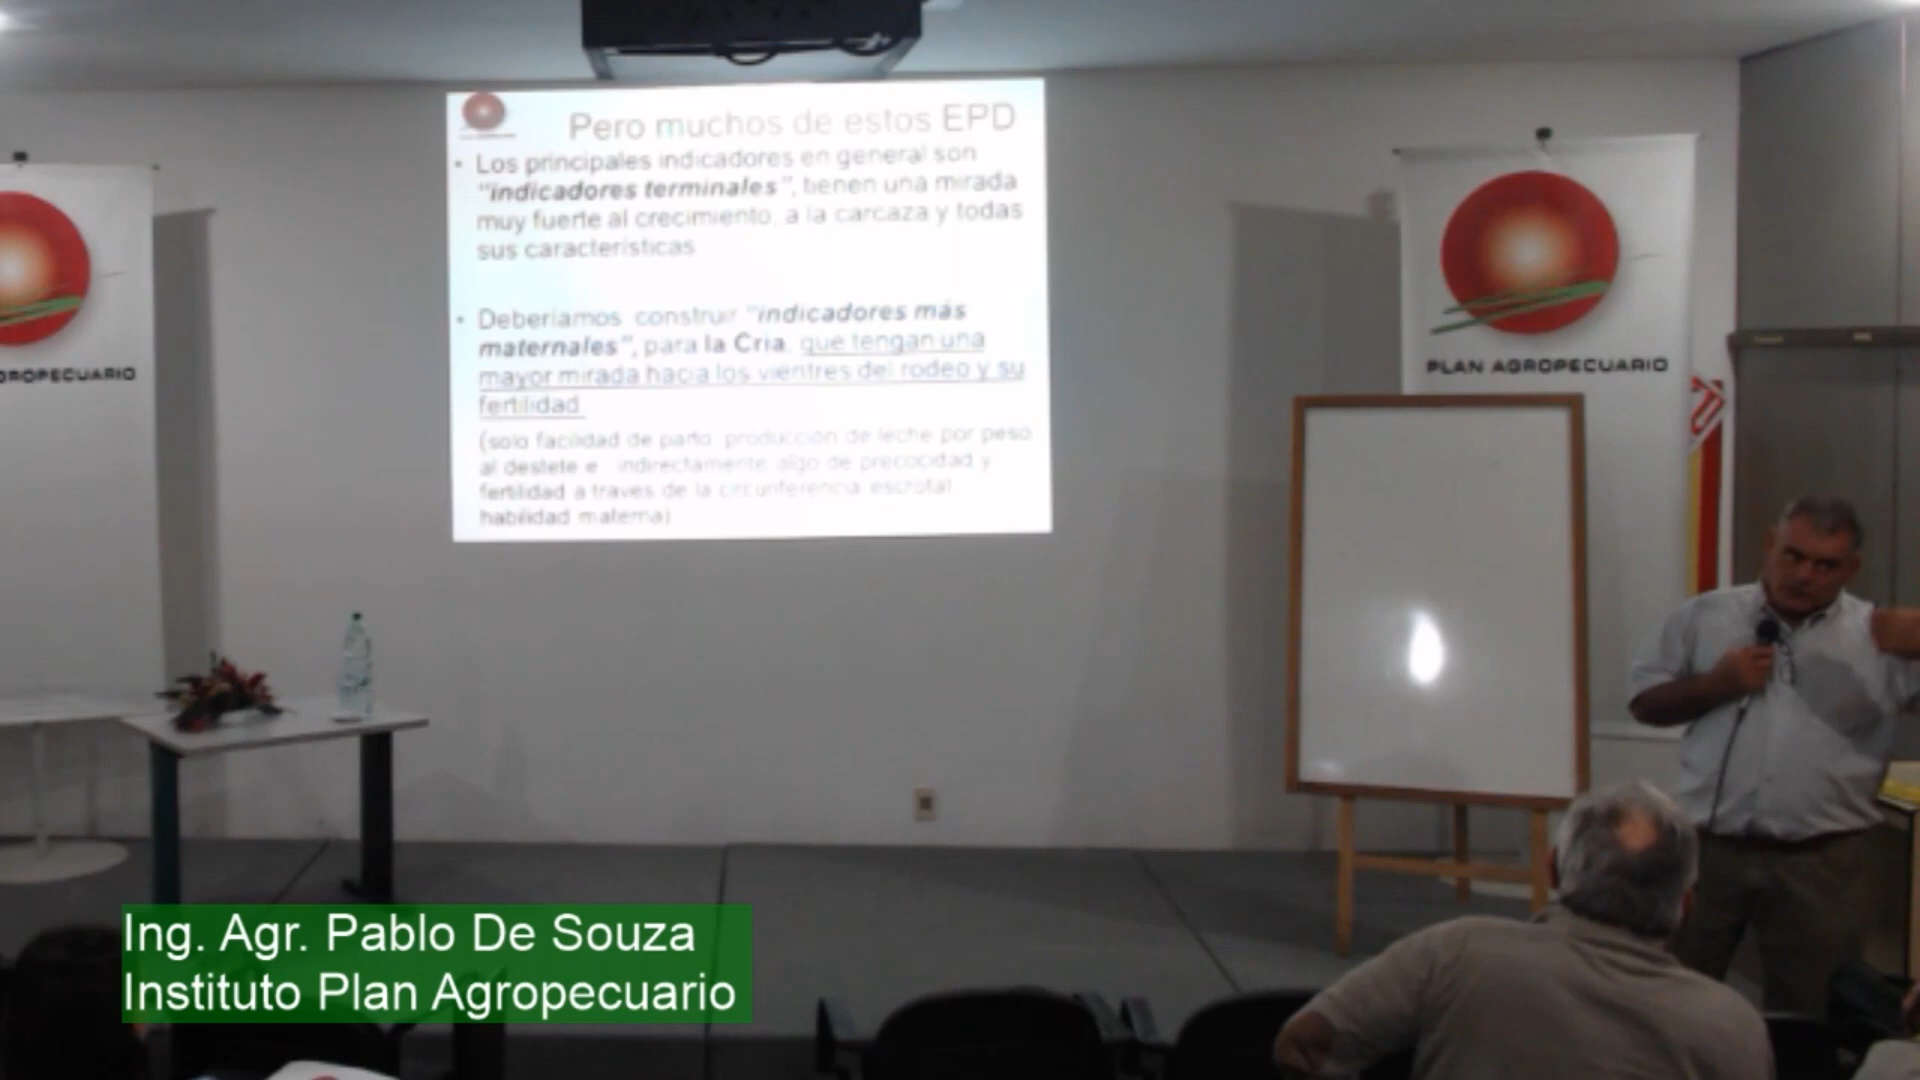 Pero muchos de estos EPD
• Los principales indicadores en general son
"indicadores terminales", tienen una mirada
muy fuerte al crecimiento, a la carcaza y todas
sus características
• Deberíamos construir "indicadores más
maternales", para la Cria, que tengan una
mayor mirada hacia los vientres del rodeo y su
fertilidad
(solo facilidad de parto, producción de leche por peso
al destete e indirectamente algo de precocidad y
fertilidad a traves de la circunferencia escrotal
habilidad materna)
ROPECUARIO
PLAN AGROPECUARIO
Ing. Agr. Pablo De Souza
Instituto Plan Agropecuario